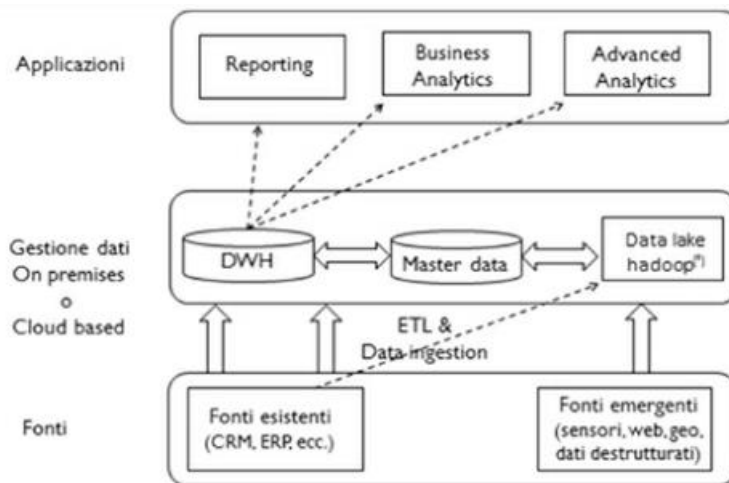 Applicazioni
Reporting
Business
Analytics
Advanced
Analytics
Gestione dati
On premises
o
Cloud based
DWH
Master data
Data lake
hadoop(*)
ETL &
Data ingestion
Fonti
Fonti esistenti
(CRM, ERP, ecc.)
Fonti emergenti
(sensori, web, geo,
dati destrutturati)